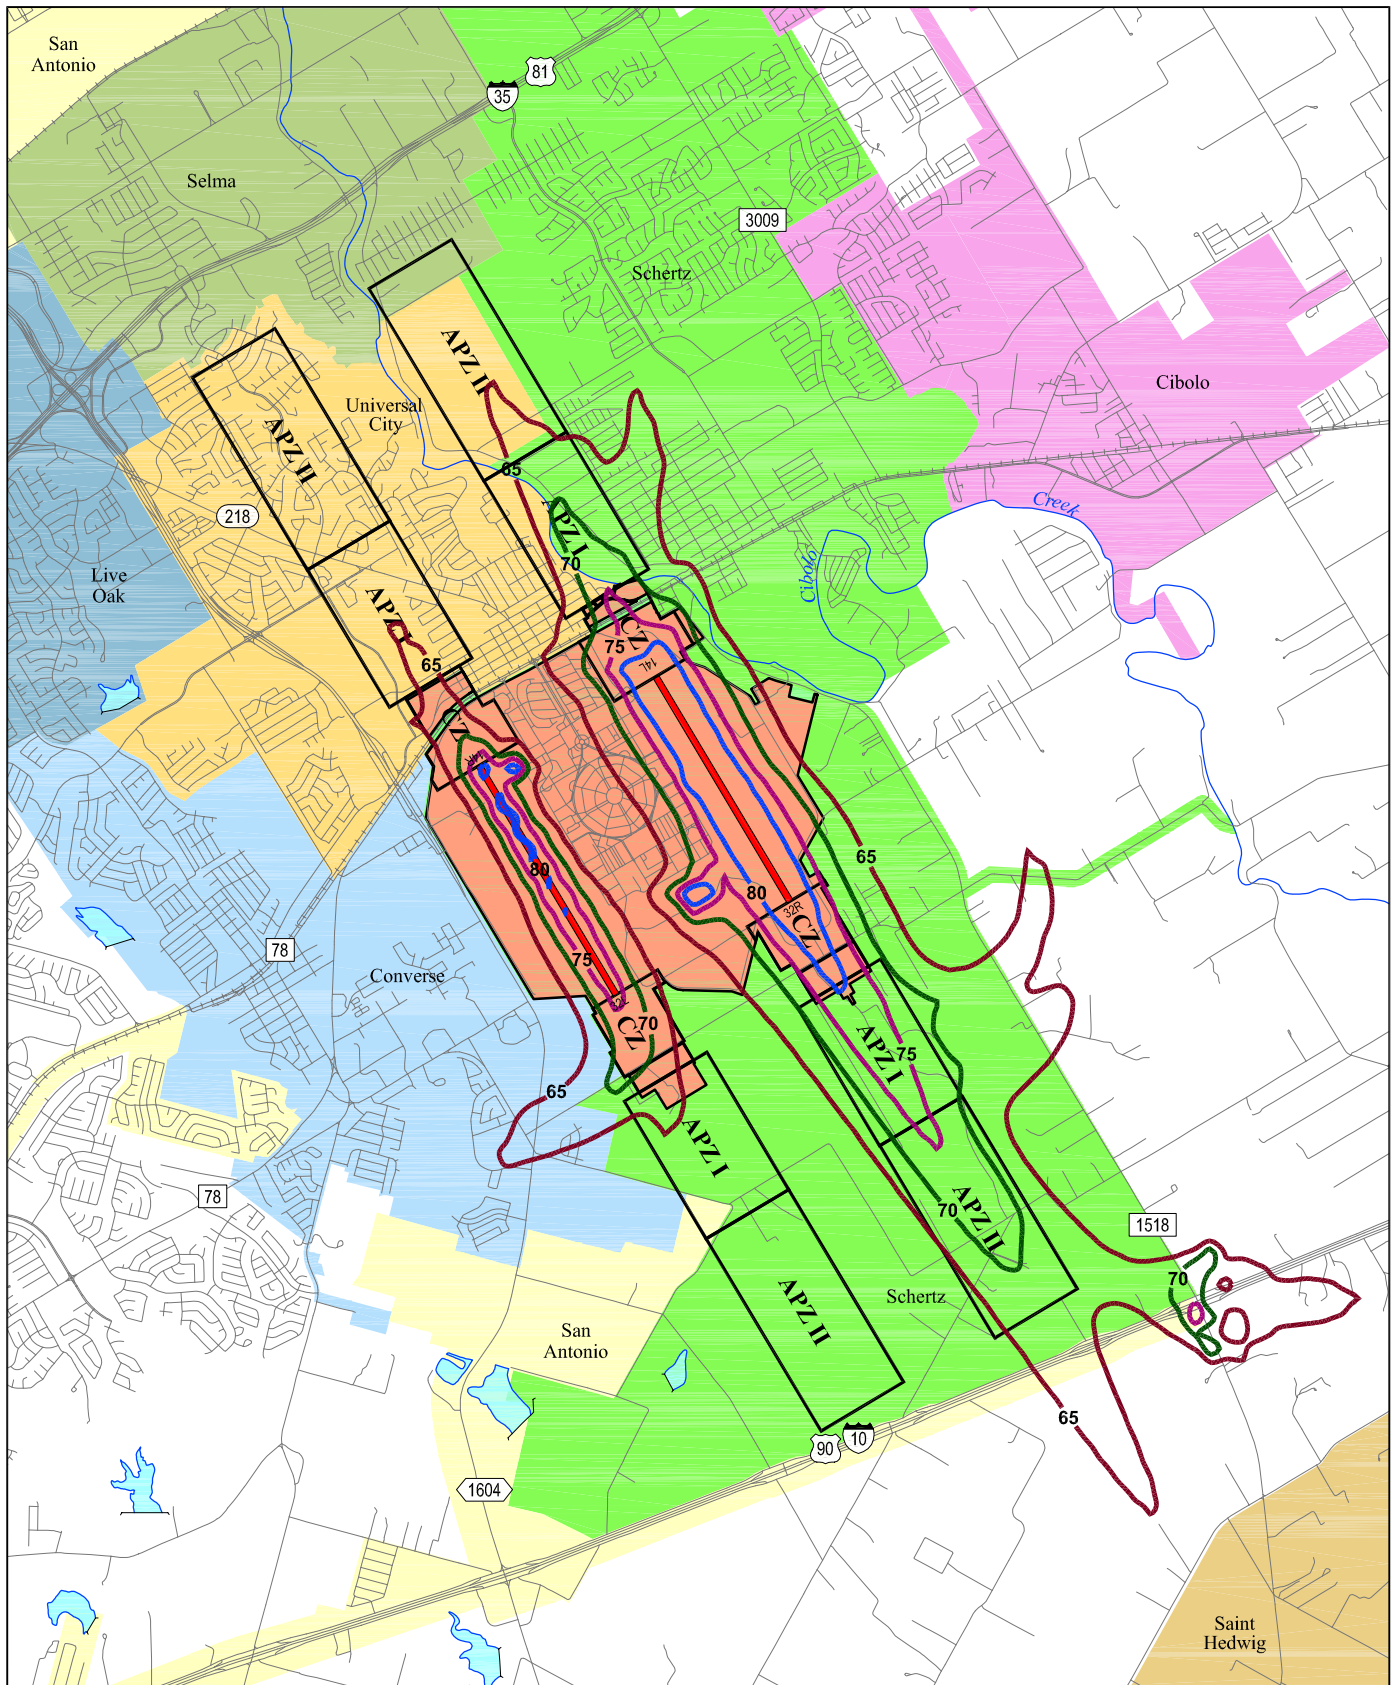 San
Antonio
81
35
Selma
3009
Schertz
APZ II
Cibolo
Universal
City
APZ II
65
218
Creek
APZ I
70
Cibolo
Live
Oak
APZ I
CZ
75
14L
65
CZ
14R
65
80
80
32R
CZ
78
75
Converse
32L
CZ
70
APZ I
75
65
APZ I
78
70
APZ II
1518
70
Schertz
APZ II
San
Antonio
65
10
90
1604
Saint
Hedwig